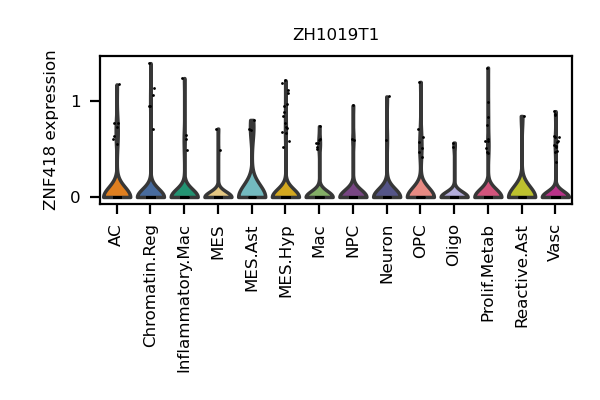 ZH1019T1
ZNF418 expression
1
0
AC
Chromatin.Reg
Inflammatory.Mac
MES
MES.Ast
MES.Hyp
Mac
NPC
Neuron
OPC
Oligo
Prolif.Metab
Reactive.Ast
Vasc